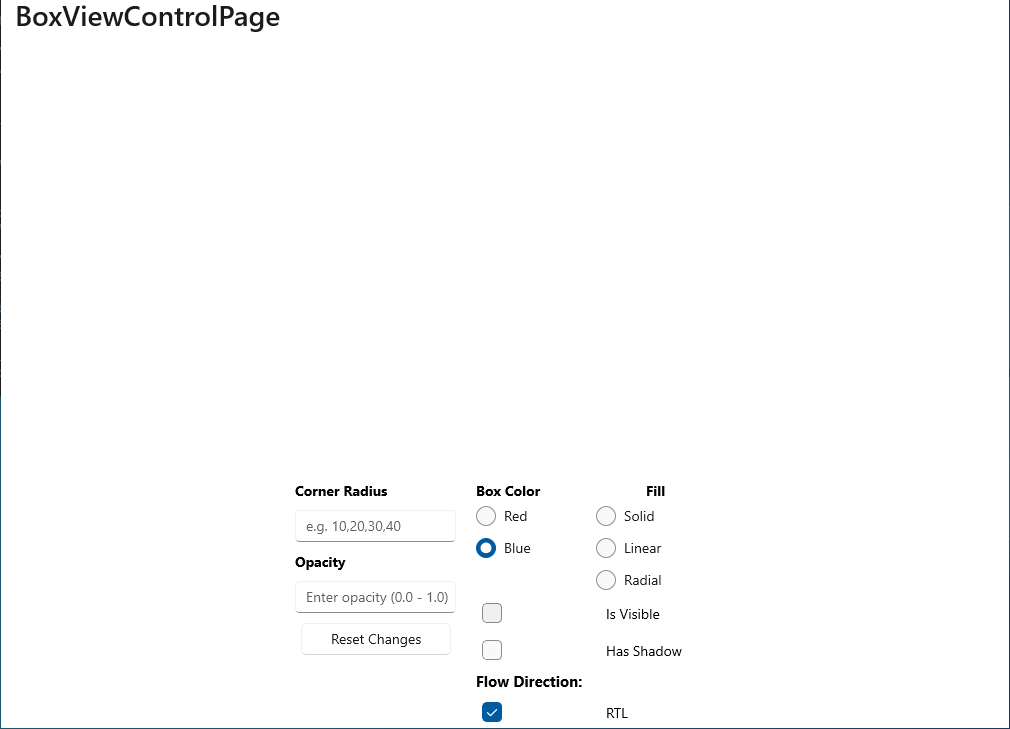 BoxViewControlPage
Corner Radius
e.g. 10,20,30,40
Opacity
Enter opacity (0.0 - 1.0)
Reset Changes
Box Color
Red
Blue
Fill
Solid
Linear
Radial
Is Visible
Has Shadow
Flow Direction:
RTL